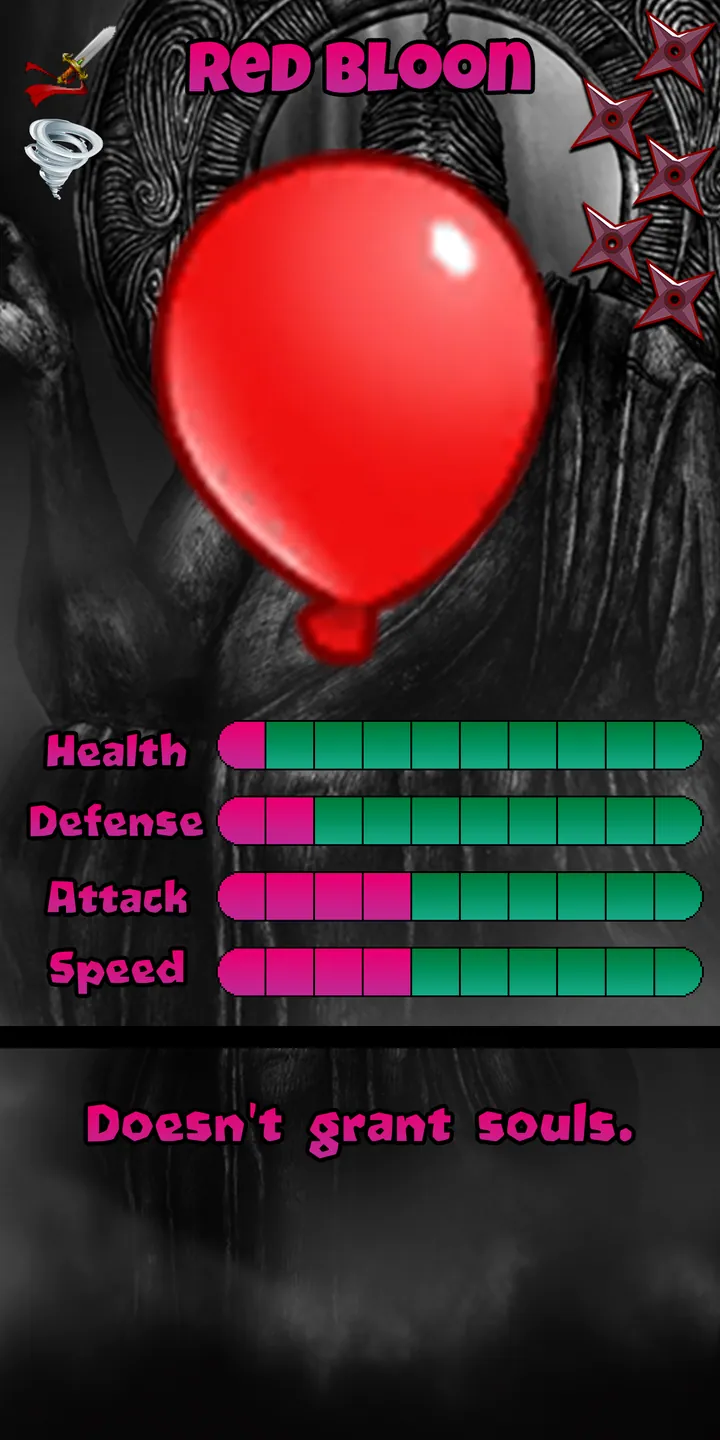 Red Bloon
Health
Defense
Attack
Speed
Doesn't grant souls.